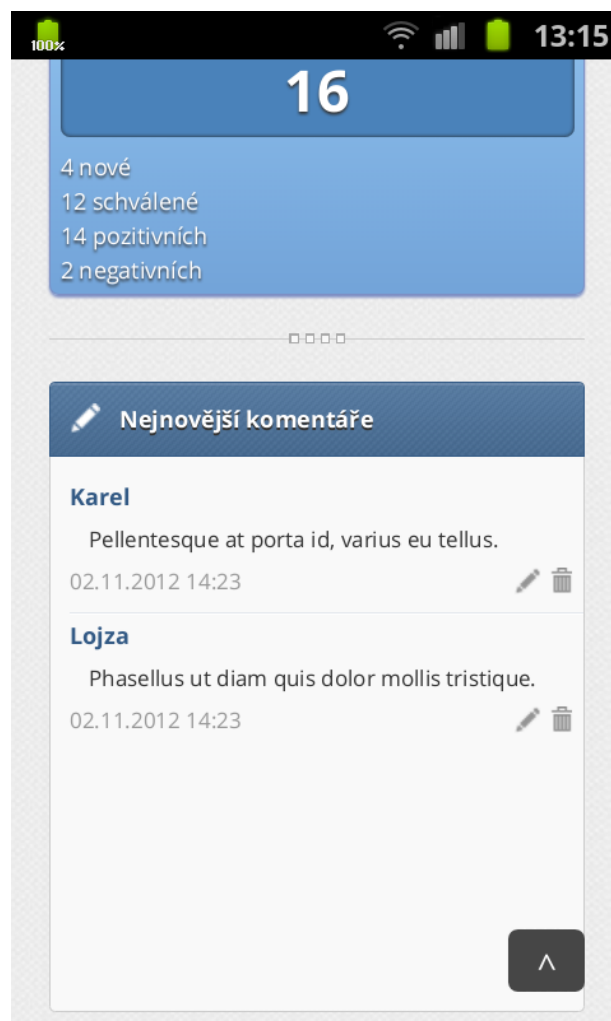 100%
13:15
16
4 nové
12 schválené
14 pozitivních
2 negativních
Nejnovější komentáře
Karel
Pellentesque at porta id, varius eu tellus.
02.11.2012 14:23
Lojza
Phasellus ut diam quis dolor mollis tristique.
02.11.2012 14:23
^